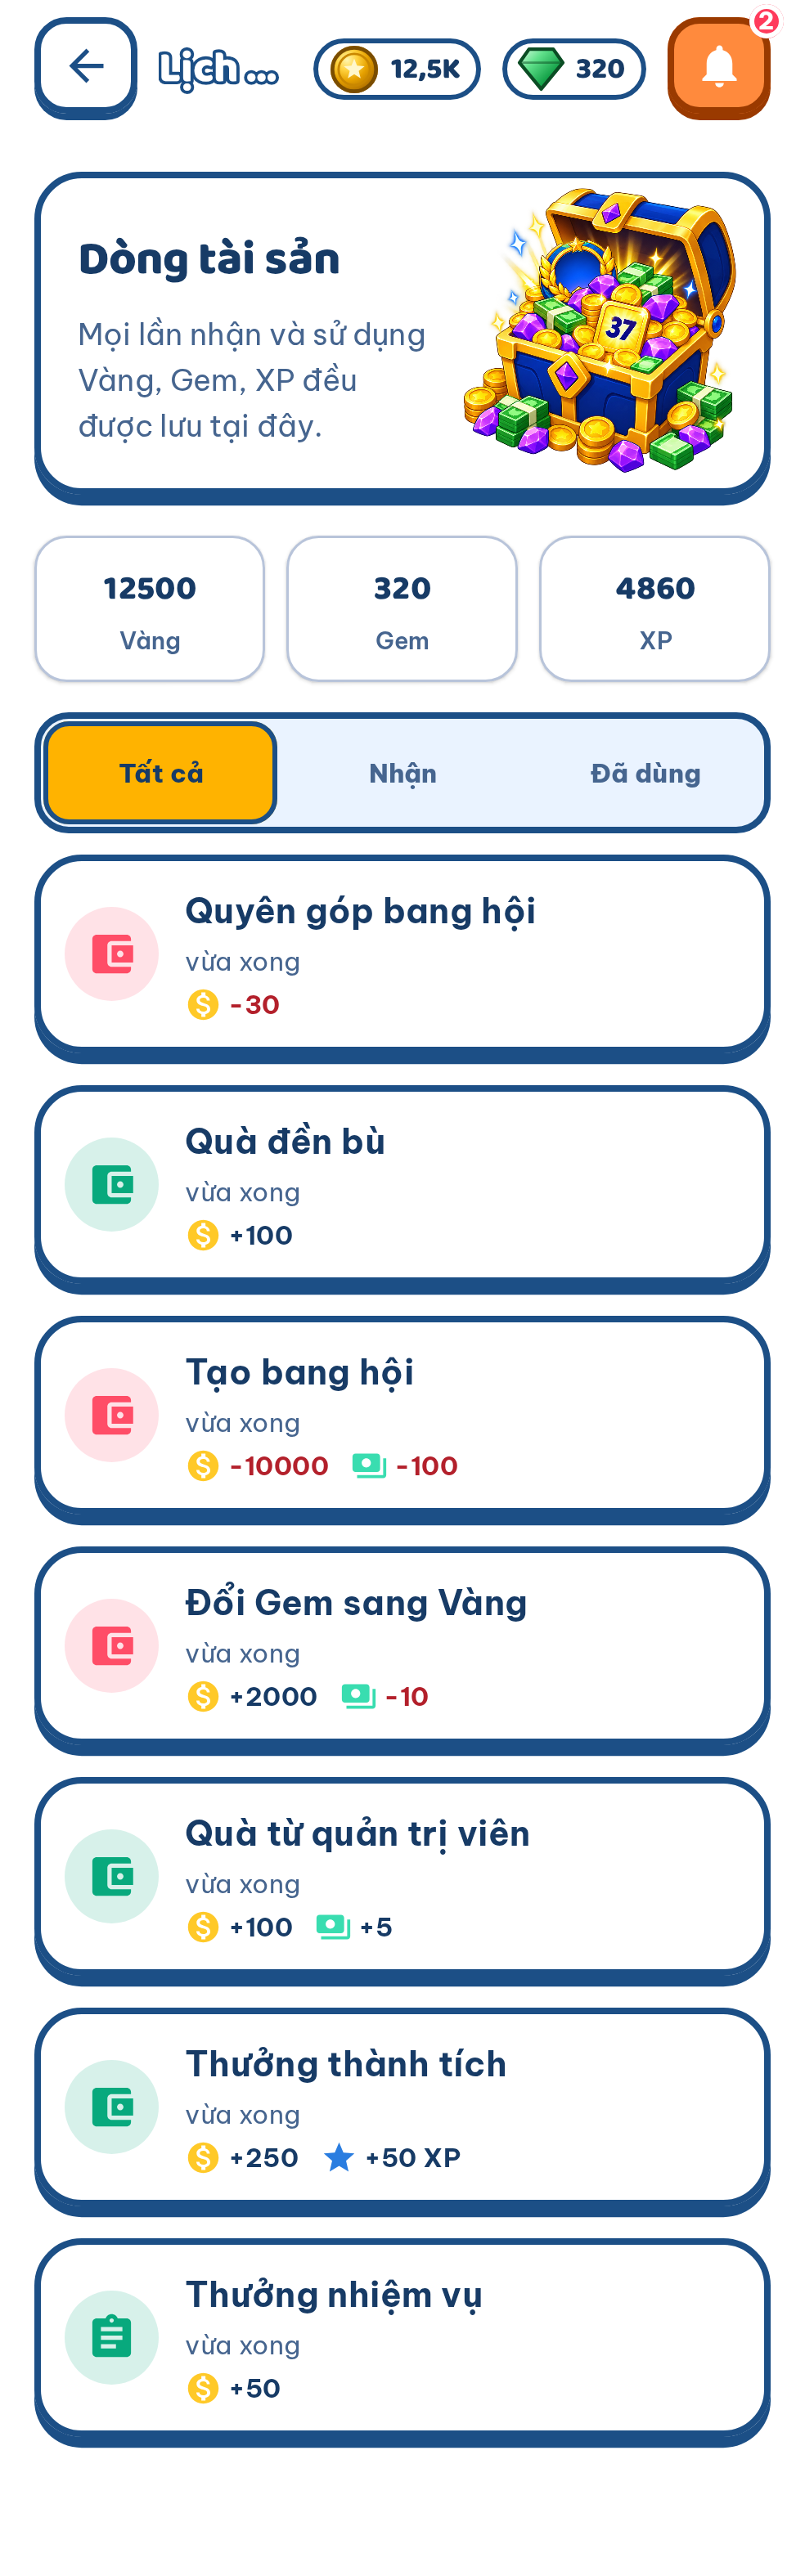 Lịch ...
12,5K
320
2
Dòng tài sản
Mọi lần nhận và sử dụng
Vàng, Gem, XP đều
được lưu tại đây.
37
12500
Vàng
320
Gem
4860
XP
Tất cả
Nhận
Đã dùng
Quyên góp bang hội
vừa xong
-30
Quà đền bù
vừa xong
+100
Tạo bang hội
vừa xong
-10000 -100
Đổi Gem sang Vàng
vừa xong
+2000 -10
Quà từ quản trị viên
vừa xong
+100 +5
Thưởng thành tích
vừa xong
+250 +50 XP
Thưởng nhiệm vụ
vừa xong
+50